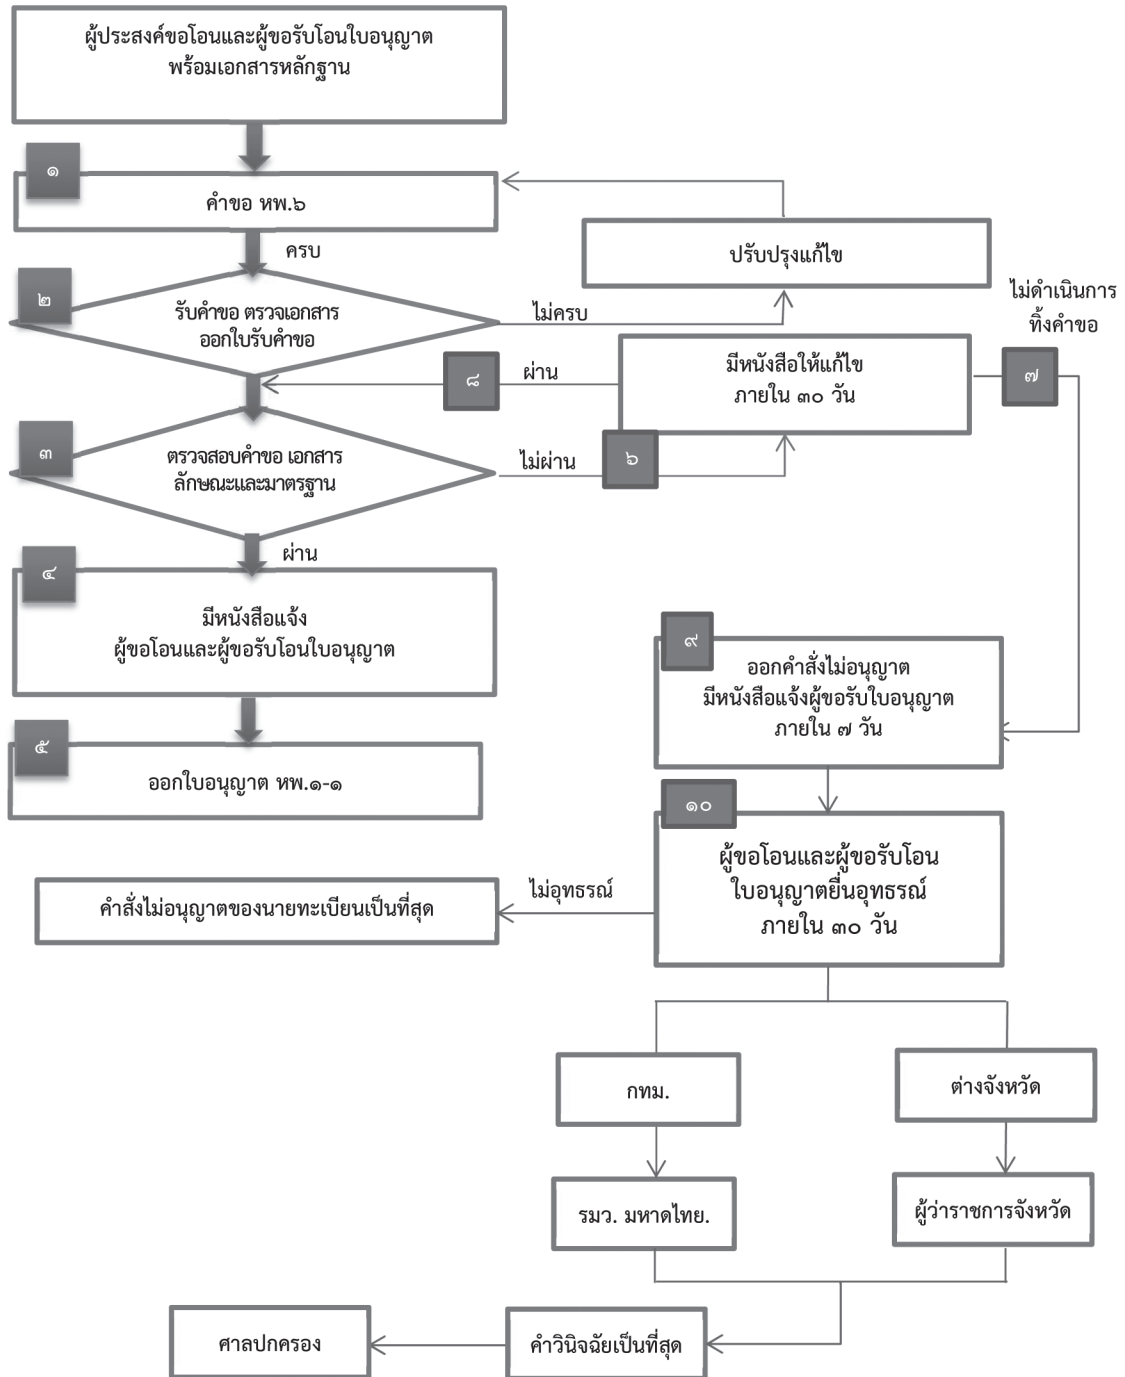 ผู้ประสงค์ขอโอนและผู้ขอรับโอนใบอนุญาต
พร้อมเอกสารหลักฐาน
๑
คำขอ หพ.๖
ครบ
ปรับปรุงแก้ไข
๒
รับคำขอ ตรวจเอกสาร
ออกใบรับคำขอ
ไม่ครบ
ไม่ดำเนินการ
ทิ้งคำขอ
๘
ผ่าน
มีหนังสือให้แก้ไข
ภายใน ๓๐ วัน
๗
๓
ตรวจสอบคำขอ เอกสาร
ลักษณะและมาตรฐาน
ไม่ผ่าน
๖
ผ่าน
๔
มีหนังสือแจ้ง
ผู้ขอโอนและผู้ขอรับโอนใบอนุญาต
๕
ออกใบอนุญาต หพ.๑-๑
๙
ออกคำสั่งไม่อนุญาต
มีหนังสือแจ้งผู้ขอรับใบอนุญาต
ภายใน ๗ วัน
๑๐
ผู้ขอโอนและผู้ขอรับโอน
ใบอนุญาตยื่นอุทธรณ์
ภายใน ๓๐ วัน
ไม่อุทธรณ์
คำสั่งไม่อนุญาตของนายทะเบียนเป็นที่สุด
กทม.
ต่างจังหวัด
รมว. มหาดไทย.
ผู้ว่าราชการจังหวัด
ศาลปกครอง
คำวินิจฉัยเป็นที่สุด